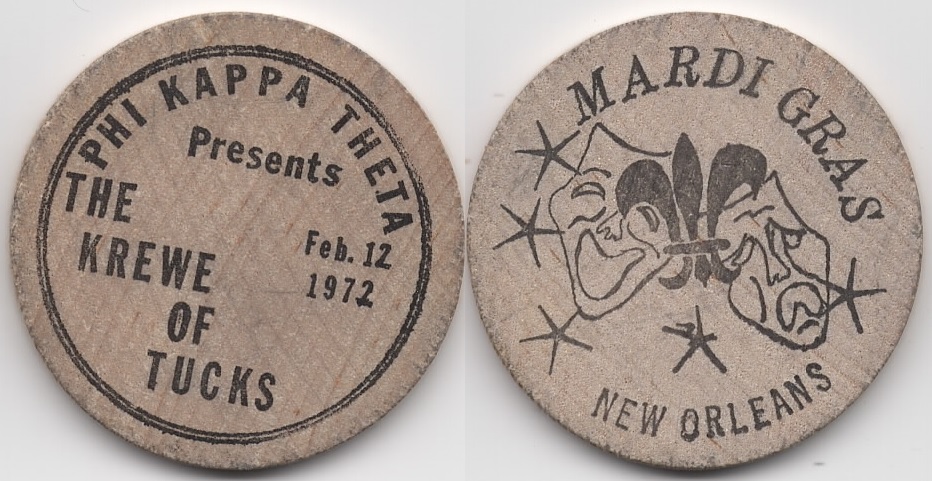 PHI KAPPA THETA
Presents
THE
KREWE
OF
TUCKS
Feb. 12
1972
MARDI GRAS
NEW ORLEANS